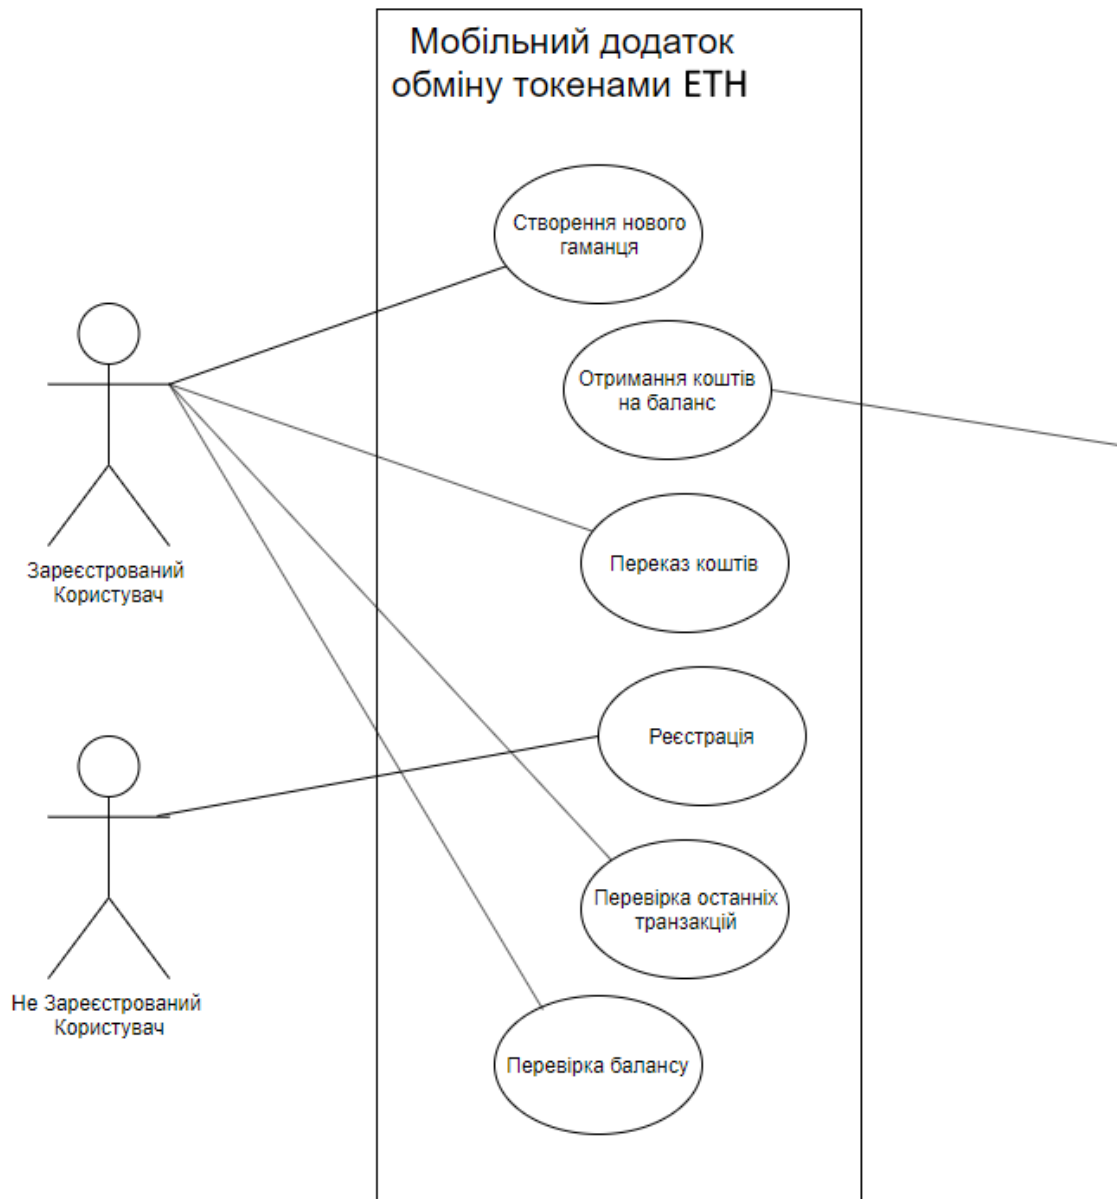 Мобільний додаток
обміну токенами ETH
Створення нового
гаманця
Отримання коштів
на баланс
Переказ коштів
Зареєстрований
Користувач
Реєстрація
Перевірка останніх
транзакцій
Не Зареєстрований
Користувач
Перевірка балансу